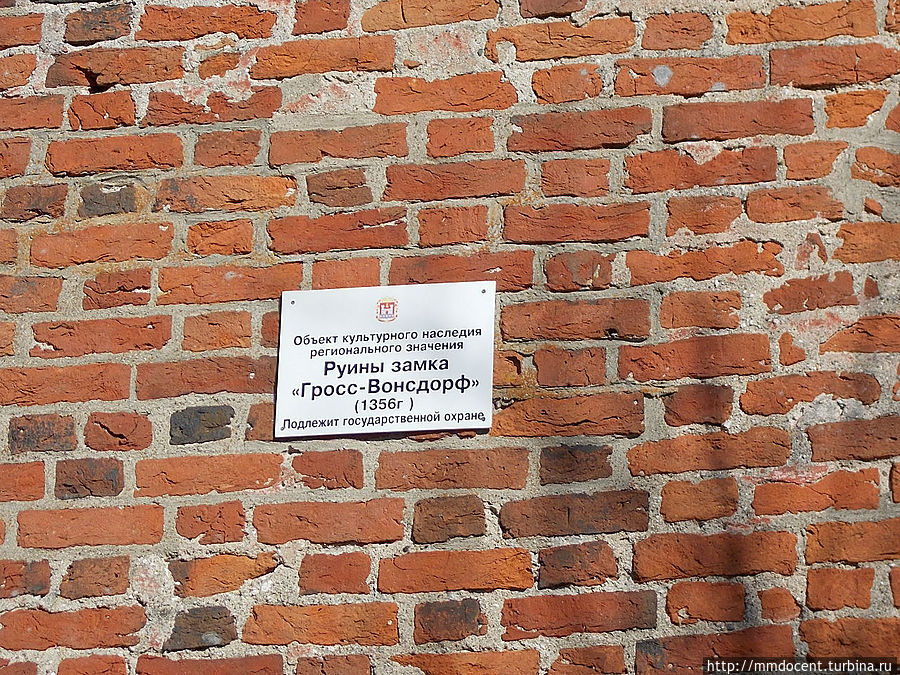 Объект культурного наследия
регионального значения
Руины замка
«Гросс-Вонсдорф»
(1356г )
Подлежит государственной охране
http://mmdocent.turbina.ru